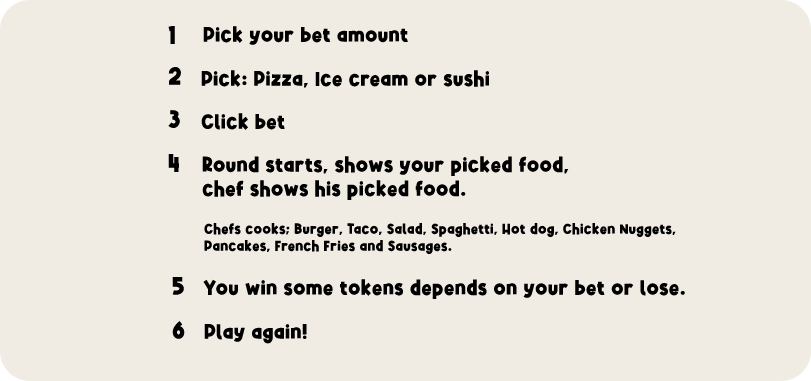 1 Pick your bet amount
2 Pick: Pizza, Ice cream or sushi
3 Click bet
4 Round starts, shows your picked food,
chef shows his picked food.
Chefs cooks; Burger, Taco, Salad, Spaghetti, Hot dog, Chicken Nuggets,
Pancakes, French Fries and Sausages.
5 You win some tokens depends on your bet or lose.
6 Play again!